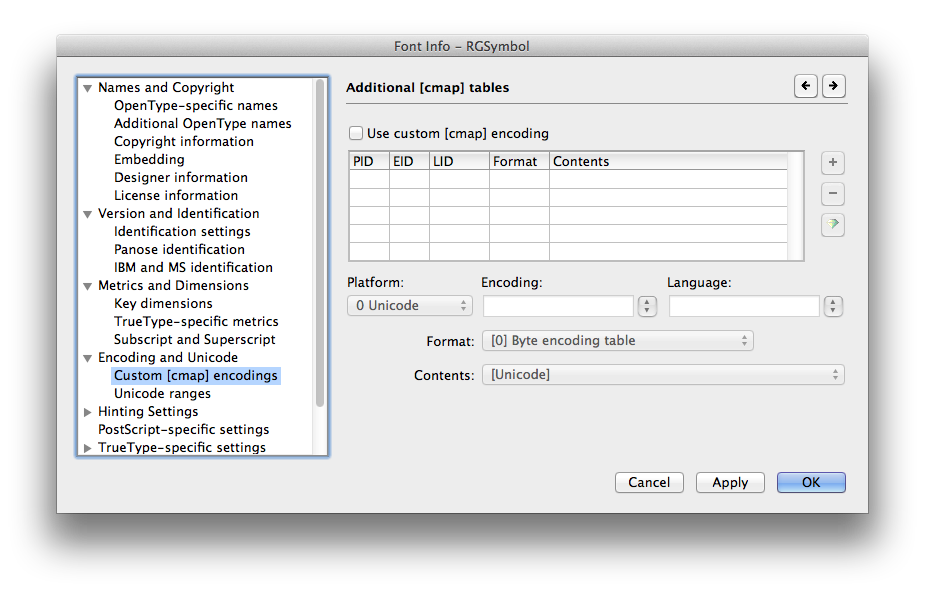 Font Info – RGSymbol
Names and Copyright
OpenType-specific names
Additional OpenType names
Copyright information
Embedding
Designer information
License information
Version and Identification
Identification settings
Panose identification
IBM and MS identification
Metrics and Dimensions
Key dimensions
TrueType-specific metrics
Subscript and Superscript
Encoding and Unicode
Custom [cmap] encodings
Unicode ranges
Hinting Settings
PostScript-specific settings
TrueType-specific settings
Additional [cmap] tables
Use custom [cmap] encoding
PID EID LID Format Contents
Platform: Encoding: Language:
0 Unicode
Format: [0] Byte encoding table
Contents: [Unicode]
Cancel Apply OK